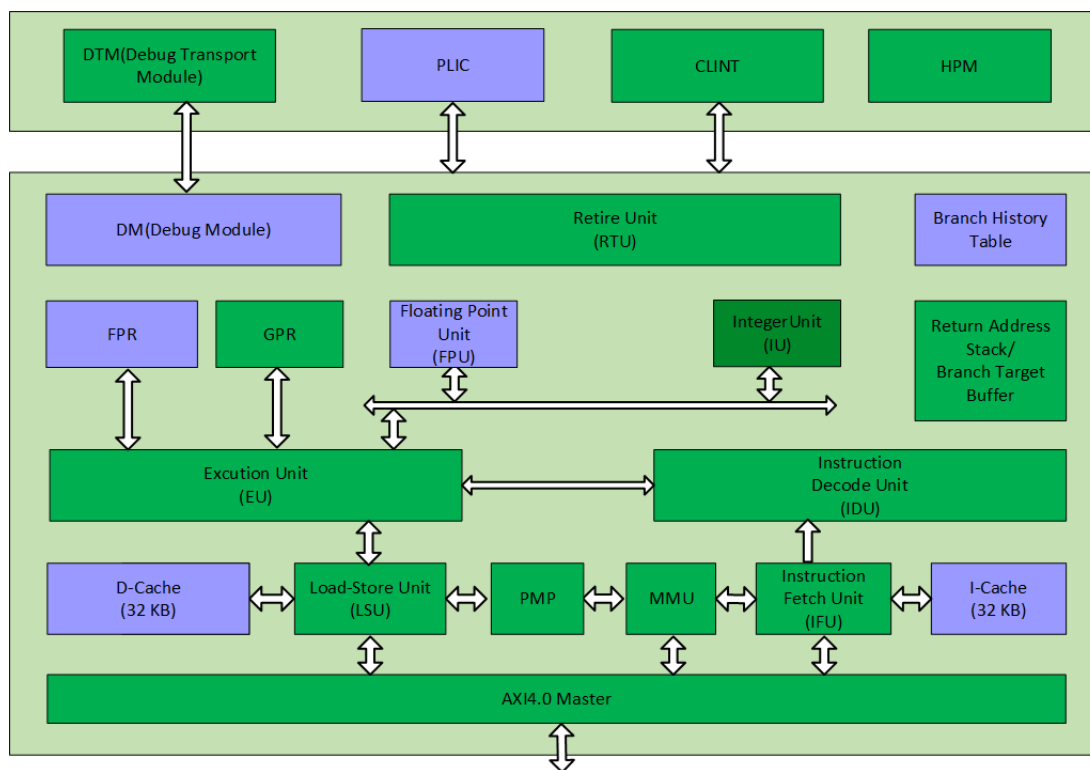 DTM(Debug Transport
Module)
PLIC
CLINT
HPM
DM(Debug Module)
Retire Unit
(RTU)
Branch History
Table
FPR
GPR
Floating Point
Unit
(FPU)
IntegerUnit
(IU)
Return Address
Stack/
Branch Target
Buffer
Excution Unit
(EU)
Instruction
Decode Unit
(IDU)
D-Cache
(32 KB)
Load-Store Unit
(LSU)
PMP
MMU
Instruction
Fetch Unit
(IFU)
I-Cache
(32 KB)
AXI4.0 Master